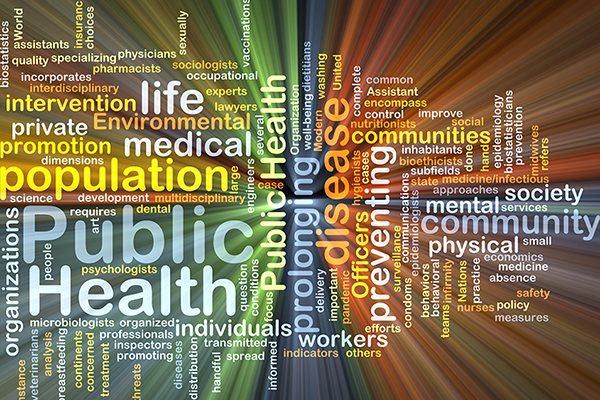 biostatistics
World
insuranc
choices
assistants
quality
specializing
physicians
pharmacists
sexually
vaccinations
incorporates
sociologists
interdisciplinary
occupational
intervention
life
experts
lawyers
private
Environmental
several
promotion
medical
dimensions
population
large
engineers
case
science
development
multidisciplinary
requires
dental
art
Public Health
Public
Health
organizations
people
psychologists
question
conditions
focus
microbiologists
organized
individuals
professionals
inspectors
promoting
diseases
distribution
handful
transmitted
spread
informed
indicators
others
workers
veterinarians
analysis
breastfeeding
continents
concerned
treatment
threats
instance
Organization
well-being
dietitians
Modern
washing
United
prolonging
disease
delivery
important
pandemic
Officers
hygienists
cases
preventing
complete
common
Assistant
encompass
control
improve
nutritionists
social
communities
inhabitants
bioethicists
subfields
state
medicine/infectious
approaches
done
hand
epidemiology
biostatisticians
prevention
midwives
refers
society
mental
services
community
physical
small
communications
epidemiologists
surveillance
condoms
economics
medicine
absence
behaviors
behavioral
teams
infirmity
Nations
practice
nurses
safety
policy
measures
efforts